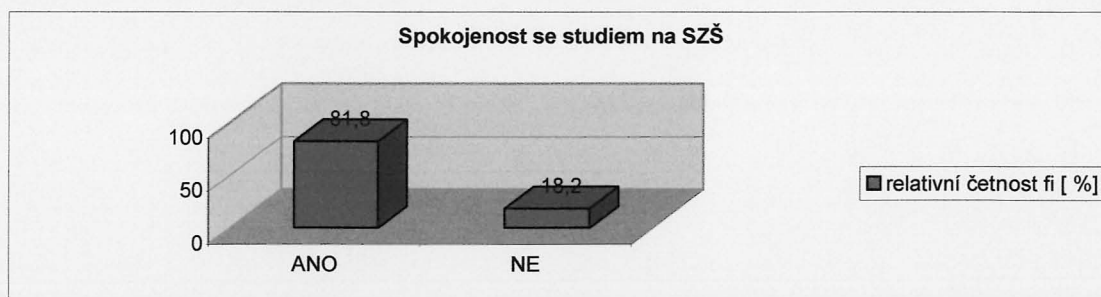 Spokojenost se studiem na SZŠ
100
50
0
81,8
18,2
ANO
NE
relativní četnost fi [ %]